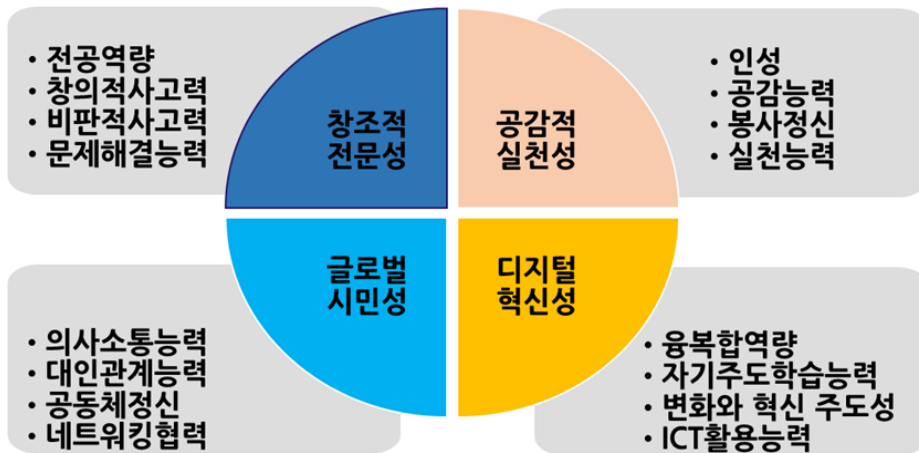 • 전공역량
• 창의적사고력
• 비판적사고력
• 문제해결능력
창조적
전문성
공감적
실천성
• 인성
• 공감능력
• 봉사정신
• 실천능력
• 의사소통능력
• 대인관계능력
• 공동체정신
• 네트워킹협력
글로벌
시민성
디지털
혁신성
• 융복합역량
• 자기주도학습능력
• 변화와 혁신 주도성
• ICT활용능력